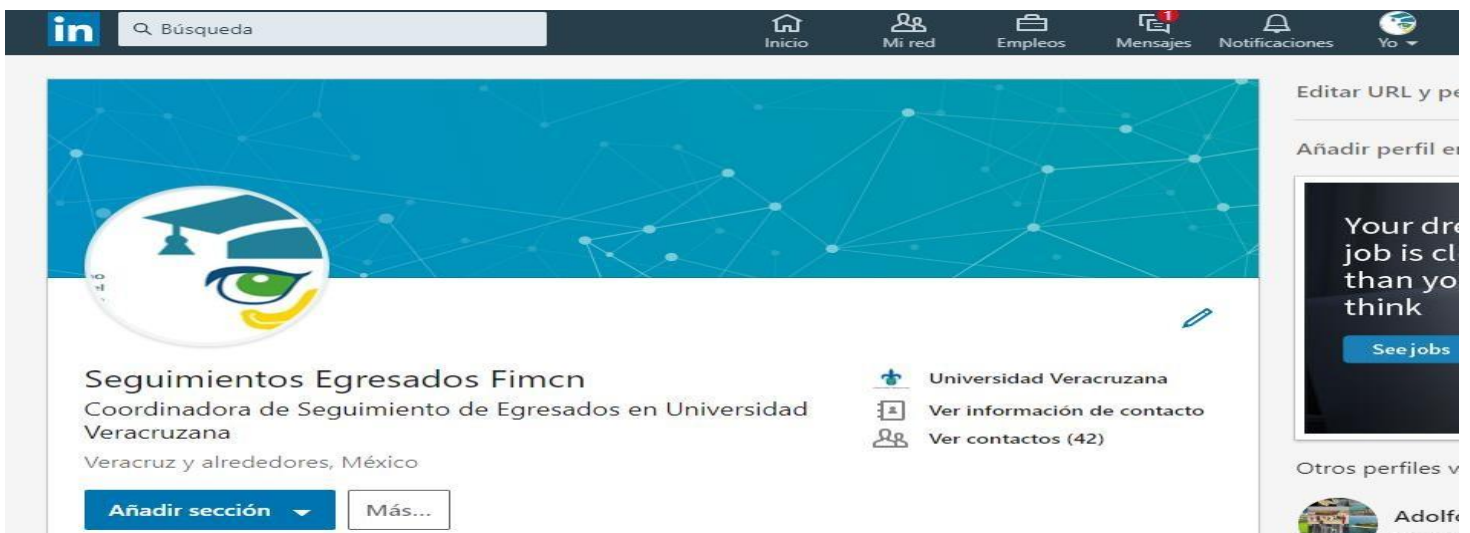 in
Búsqueda
Inicio
Mi red
Empleos
1
Mensajes
Notificaciones
Yo
Editar URL y pe
Añadir perfil en
Your dre
job is cl
than yo
think
See jobs
Seguimientos Egresados Fimcn
Coordinadora de Seguimiento de Egresados en Universidad
Veracruzana
Veracruz y alrededores, México
Universidad Veracruzana
Ver información de contacto
Ver contactos (42)
Añadir sección
Más...
Otros perfiles v
Adolfo